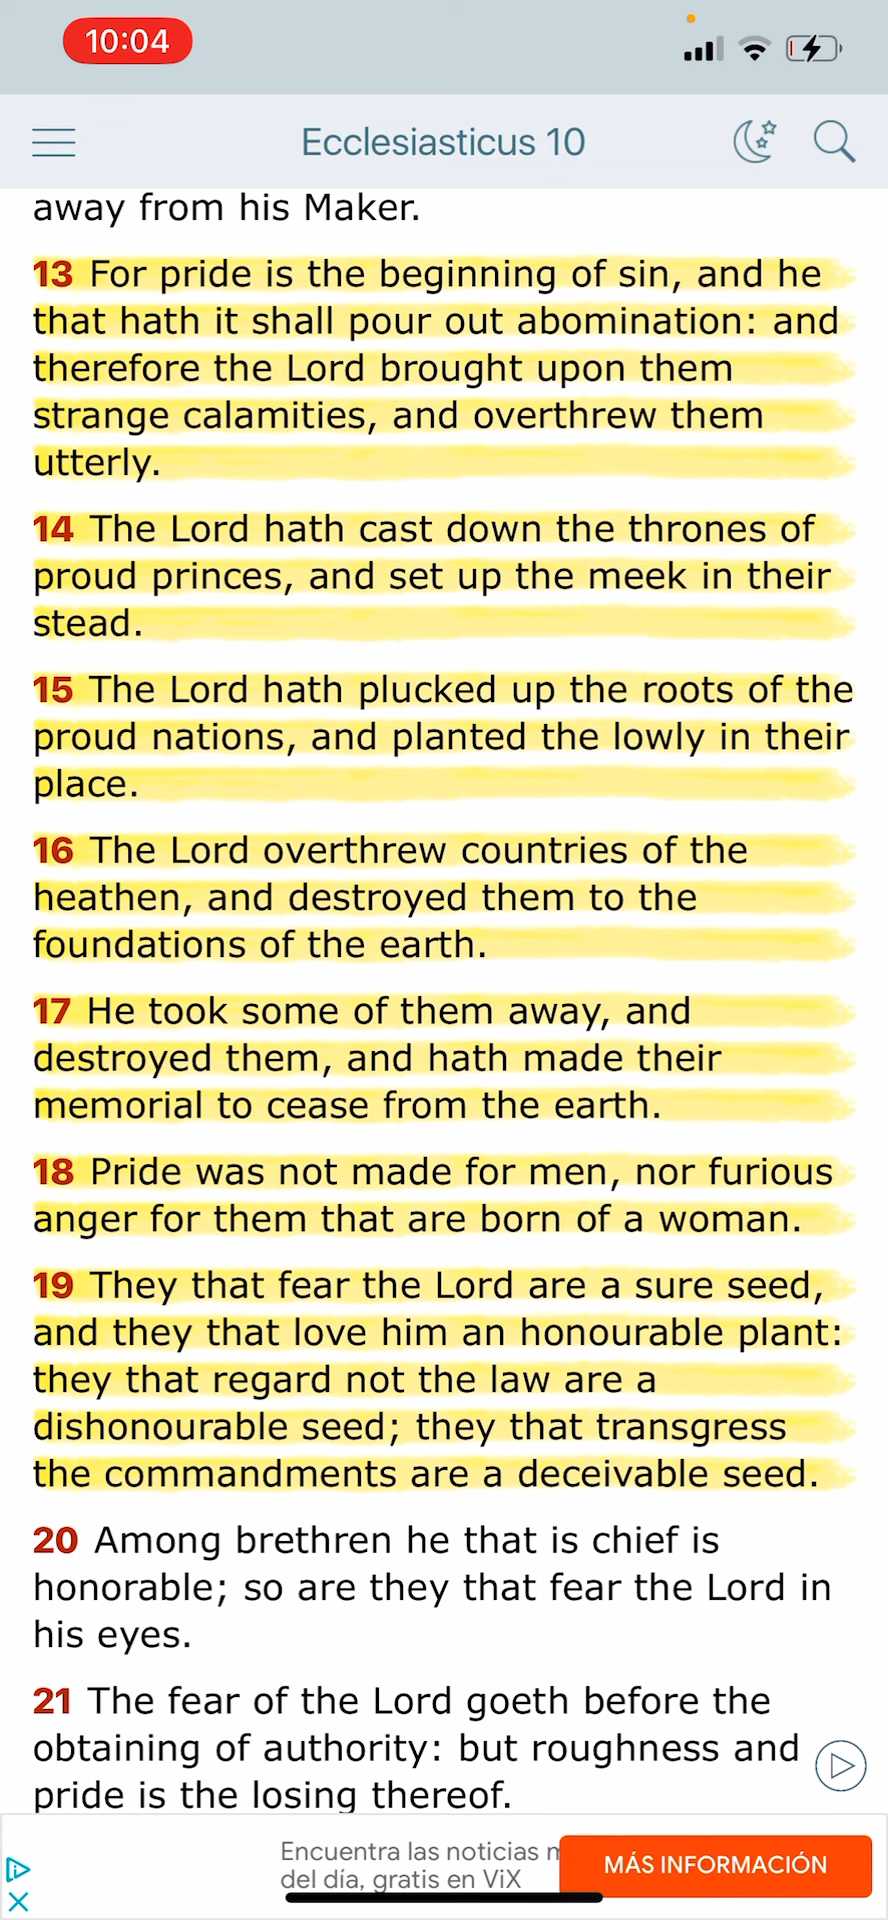 10:04
Ecclesiasticus 10
away from his Maker.
13 For pride is the beginning of sin, and he
that hath it shall pour out abomination: and
therefore the Lord brought upon them
strange calamities, and overthrew them
utterly.
14 The Lord hath cast down the thrones of
proud princes, and set up the meek in their
stead.
15 The Lord hath plucked up the roots of the
proud nations, and planted the lowly in their
place.
16 The Lord overthrew countries of the
heathen, and destroyed them to the
foundations of the earth.
17 He took some of them away, and
destroyed them, and hath made their
memorial to cease from the earth.
18 Pride was not made for men, nor furious
anger for them that are born of a woman.
19 They that fear the Lord are a sure seed,
and they that love him an honourable plant:
they that regard not the law are a
dishonourable seed; they that transgress
the commandments are a deceivable seed.
20 Among brethren he that is chief is
honorable; so are they that fear the Lord in
his eyes.
21 The fear of the Lord goeth before the
obtaining of authority: but roughness and
pride is the losing thereof.
Encuentra las noticias
del día, gratis en ViX
MÁS INFORMACIÓN